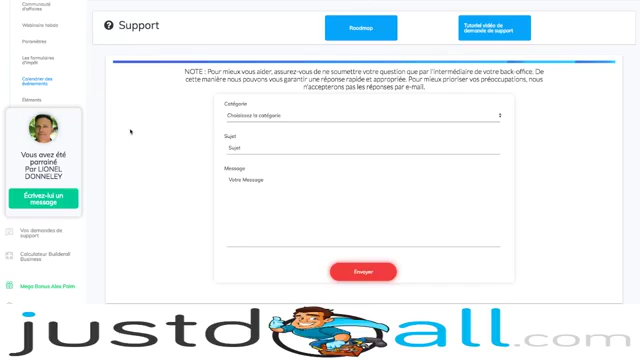 Communauté
d'affaires
Webinaire hebdo
Paramètres
Les formulaires
d'impôt
Calendrier des
événements
Éléments
Vous avez été
parrainé
Par LIONEL
DONNELEY
Écrivez-lui un
message
Vos demandes de
support
Calculateur Builderall
Business
Mega Bonus Alex Palm
Support
Roadmap
Tutoriel vidéo de
demande de support
NOTE : Pour mieux vous aider, assurez-vous de ne soumettre votre question que par l'intermédiaire de votre back-office. De
cette manière nous pouvons vous garantir une réponse rapide et appropriée. Pour mieux prioriser vos préoccupations, nous
n'accepterons pas les réponses par e-mail.
Catégorie
Choisissez la catégorie
Sujet
Sujet
Message
Votre Message
Envoyer
justdoall.com